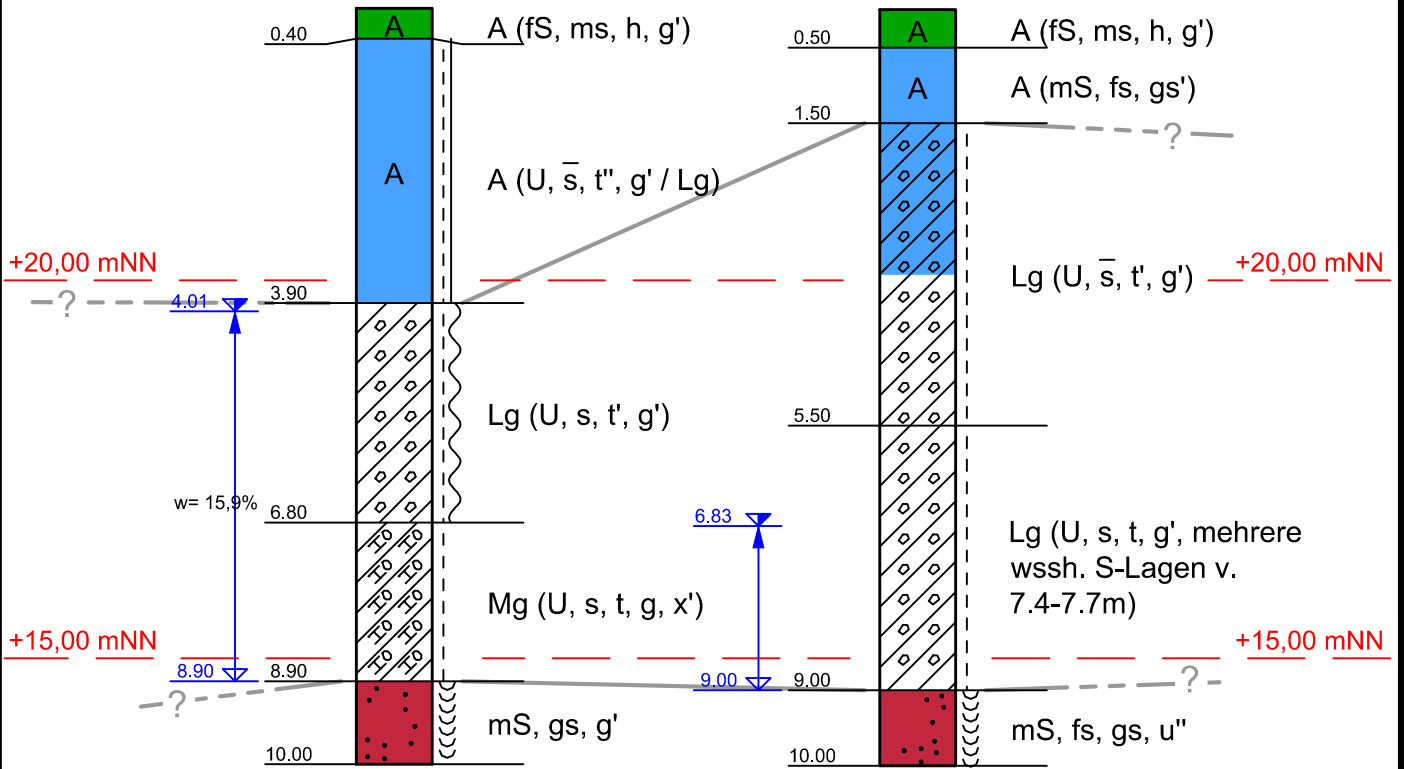 A
0.40
A (fS, ms, h, g')
A
A (U, s̅, t'', g' / Lg)
+20,00 mNN
?
4.01
3.90
Lg (U, s, t', g')
w= 15,9%
6.80
Mg (U, s, t, g, x')
+15,00 mNN
8.90
8.90
?
mS, gs, g'
10.00
A
0.50
A (fS, ms, h, g')
A
A (mS, fs, gs')
1.50
?
Lg (U, s̅, t', g')
+20,00 mNN
5.50
6.83
Lg (U, s, t, g', mehrere
wssh. S-Lagen v.
7.4-7.7m)
+15,00 mNN
9.00
9.00
?
mS, fs, gs, u''
10.00